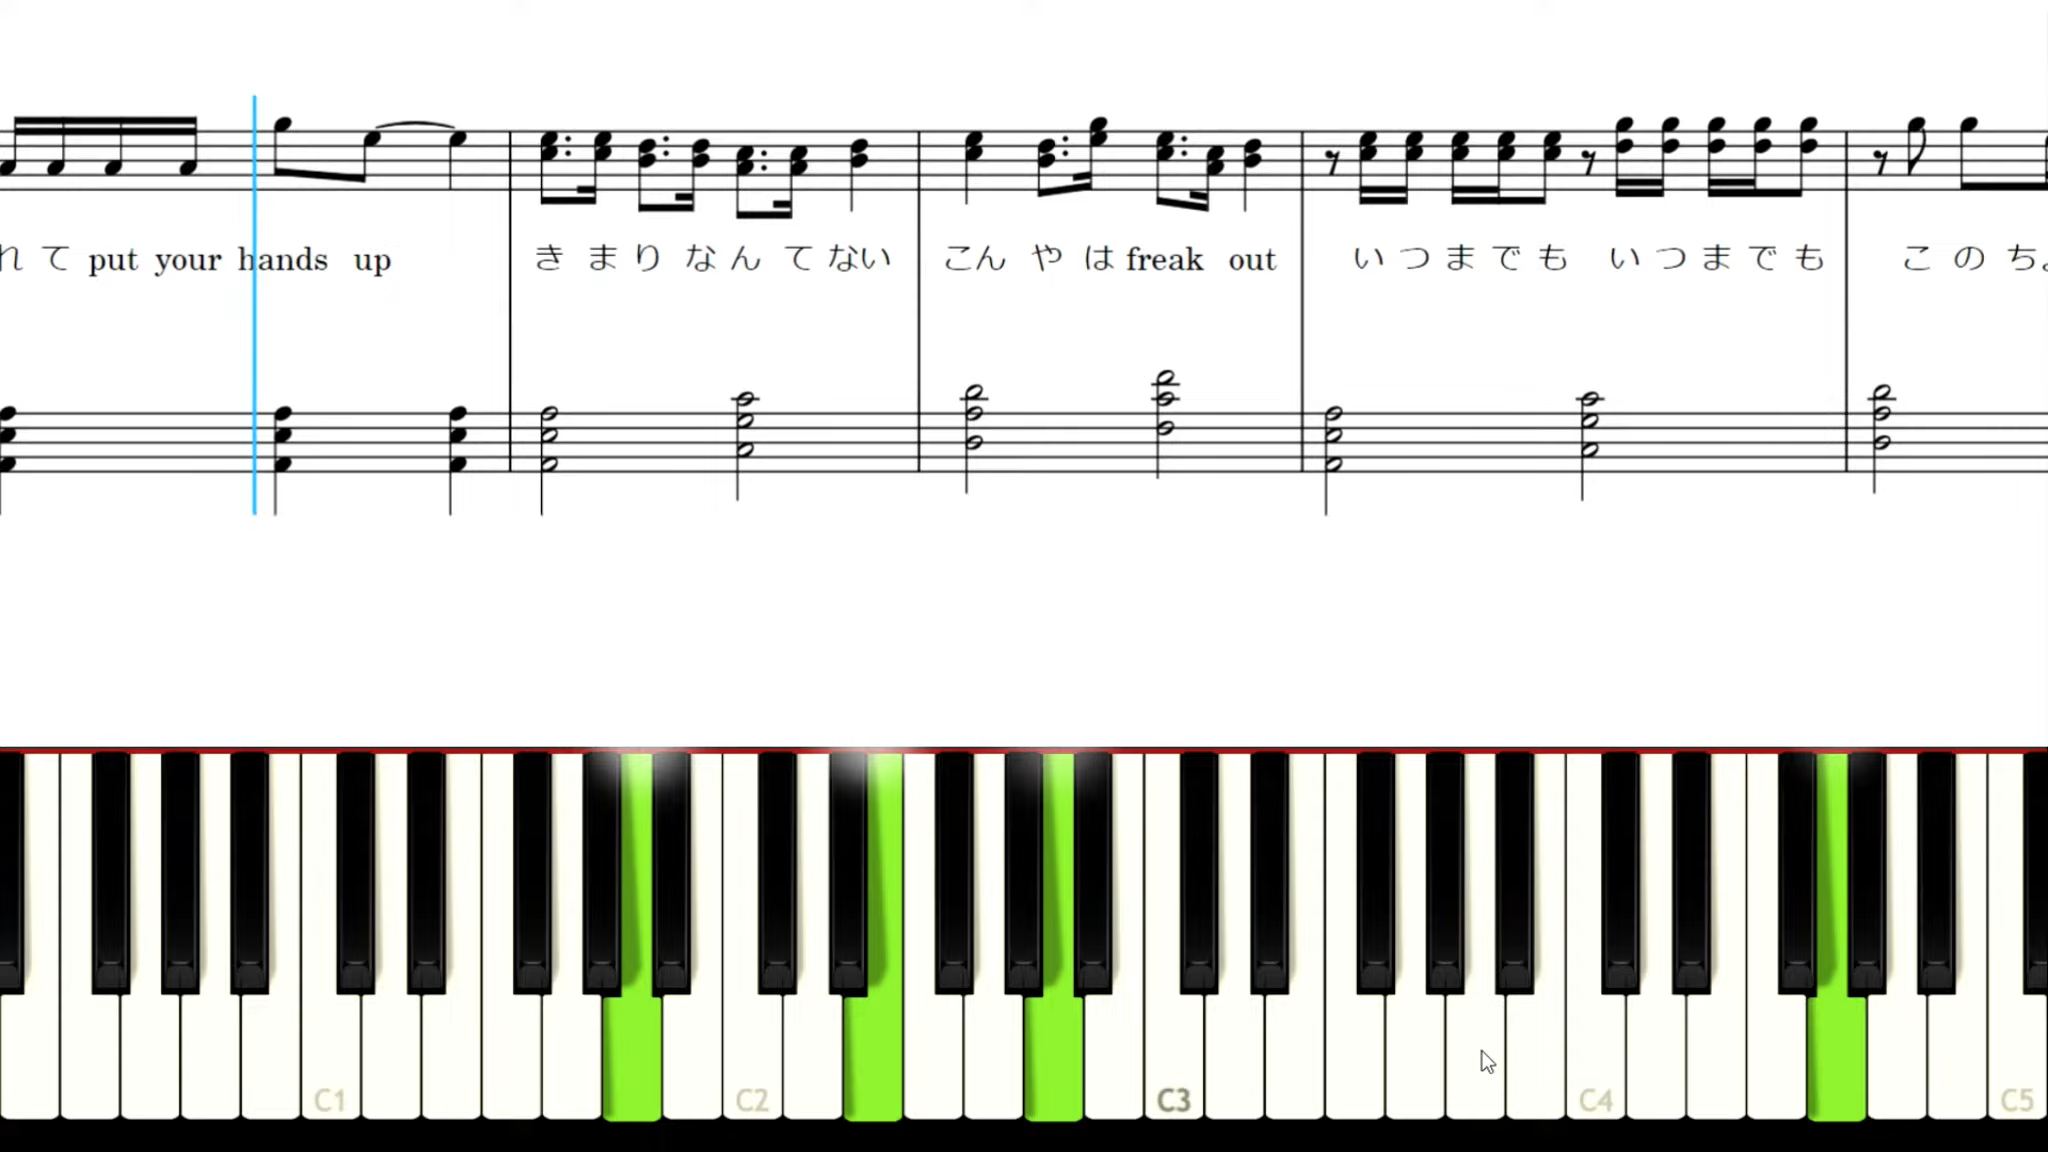 れ て put your hands up き ま り な ん て ない こん や は freak out い つ ま で も い つ ま で も こ の ち
C1 C2 C3 C4 C5